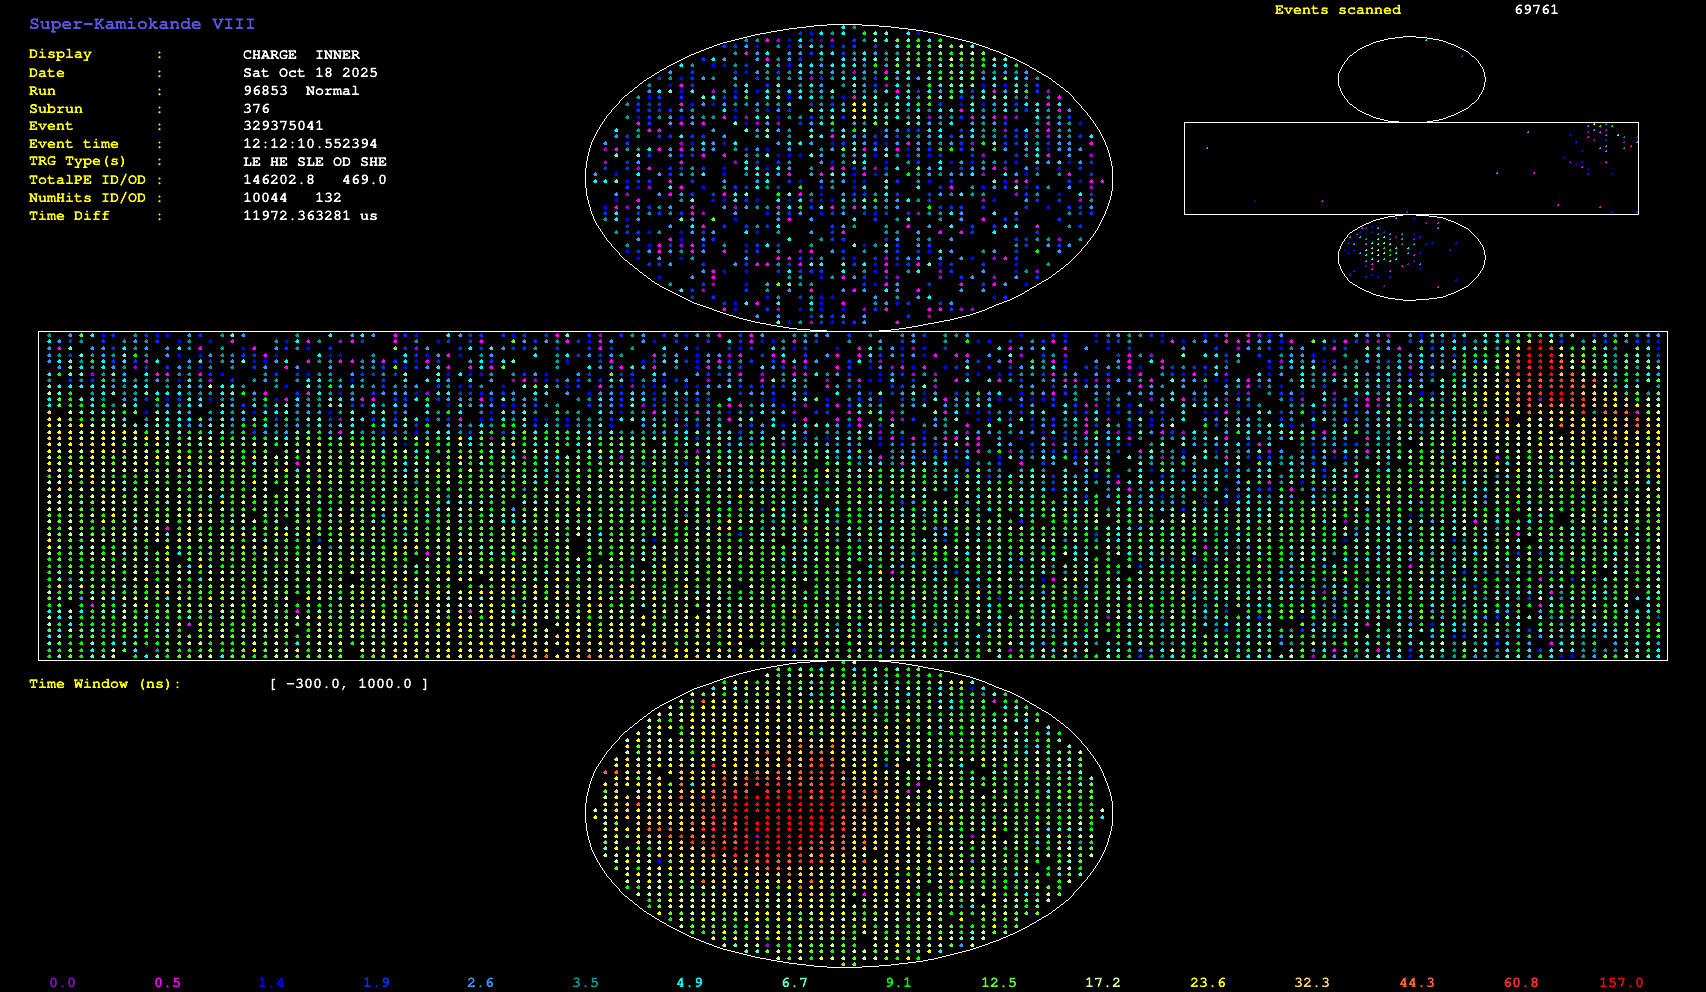 Super-Kamiokande VIII
Events scanned 69761
Display : CHARGE INNER
Date : Sat Oct 18 2025
Run : 96853 Normal
Subrun : 376
Event : 329375041
Event time : 12:12:10.552394
TRG Type(s) : LE HE SLE OD SHE
TotalPE ID/OD : 146202.8 469.0
NumHits ID/OD : 10044 132
Time Diff : 11972.363281 us
Time Window (ns): [ -300.0, 1000.0 ]
0.0 0.5 1.4 1.9 2.6 3.5 4.9 6.7 9.1 12.5 17.2 23.6 32.3 44.3 60.8 157.0